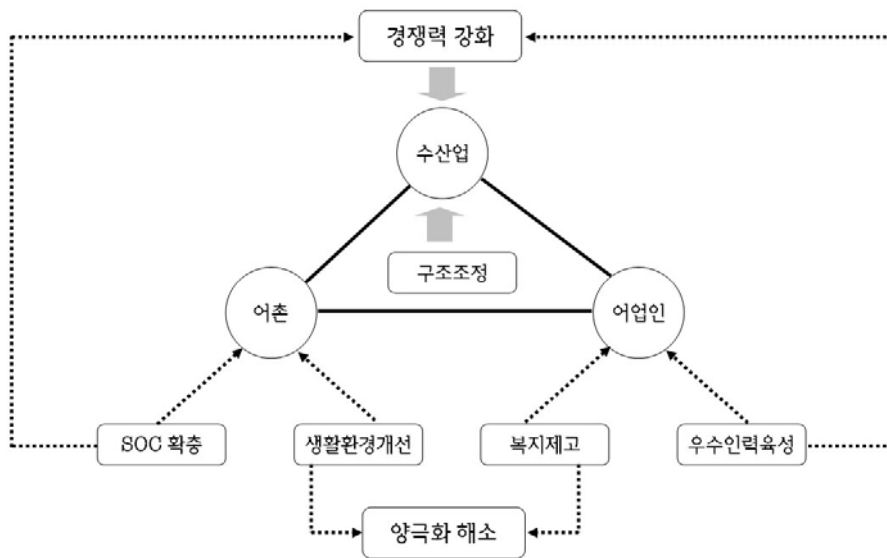 경쟁력 강화
수산업
구조조정
어촌
어업인
SOC 확충
생활환경개선
복지제고
우수인력육성
양극화 해소